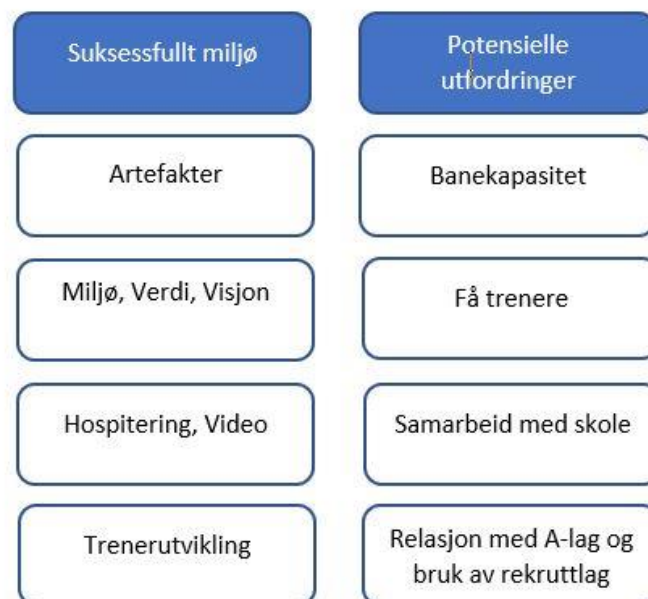 Suksessfullt miljø
Potensielle
utfordringer
Artefakter
Banekapasitet
Miljø, Verdi, Visjon
Få trenere
Hospitering, Video
Samarbeid med skole
Trenerutvikling
Relasjon med A-lag og
bruk av rekruttlag